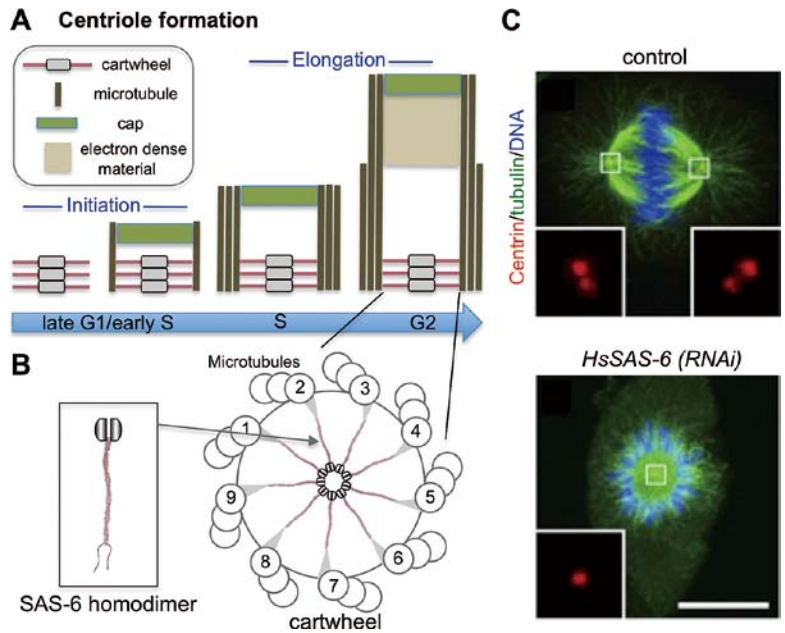 A Centriole formation
cartwheel
microtubule
cap
electron dense
material
Initiation
Elongation
late G1/early S
S
G2
B
Microtubules
1
2
3
4
5
6
7
8
9
SAS-6 homodimer
cartwheel
C
control
Centrin/tubulin/DNA
HsSAS-6 (RNAi)